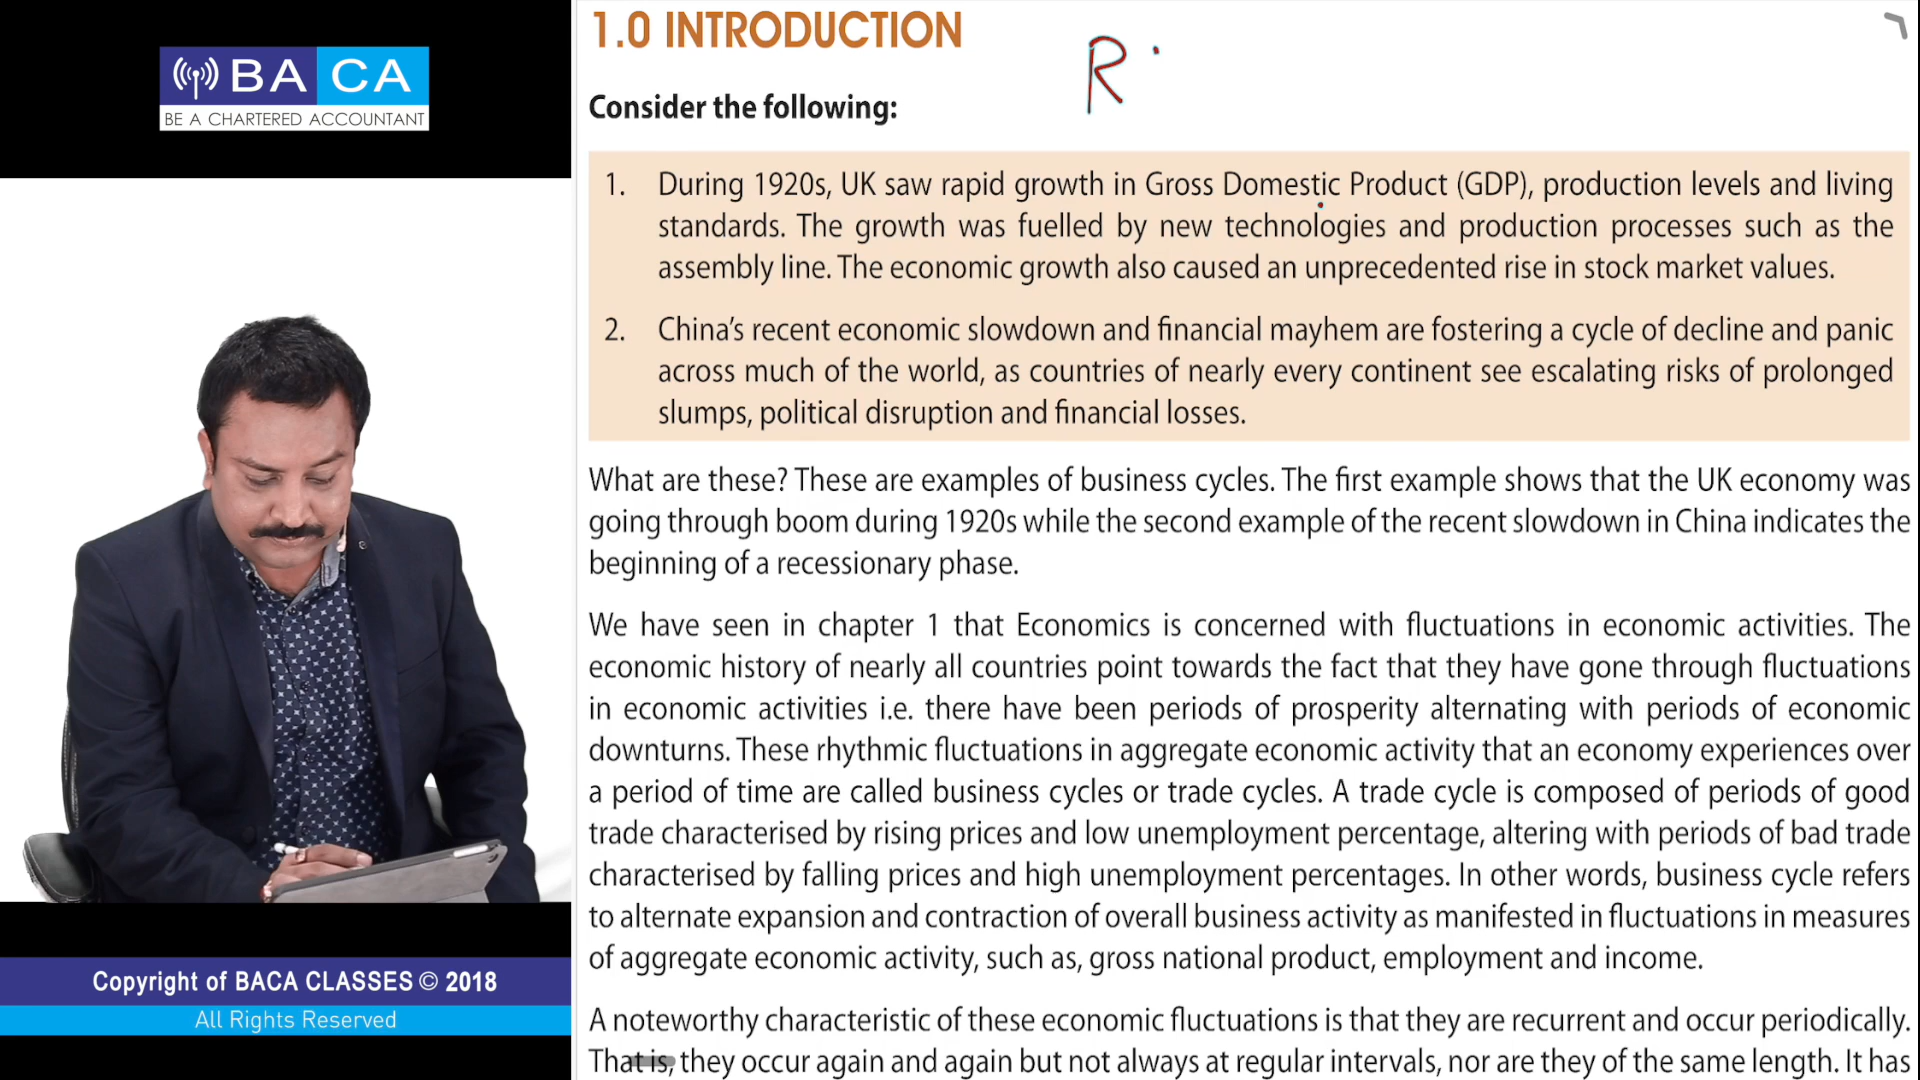 BA CA
BE A CHARTERED ACCOUNTANT
Copyright of BACA CLASSES © 2018
All Rights Reserved
1.0 INTRODUCTION
R
Consider the following:
1. During 1920s, UK saw rapid growth in Gross Domestic Product (GDP), production levels and living
standards. The growth was fuelled by new technologies and production processes such as the
assembly line. The economic growth also caused an unprecedented rise in stock market values.
2. China’s recent economic slowdown and financial mayhem are fostering a cycle of decline and panic
across much of the world, as countries of nearly every continent see escalating risks of prolonged
slumps, political disruption and financial losses.
What are these? These are examples of business cycles. The first example shows that the UK economy was
going through boom during 1920s while the second example of the recent slowdown in China indicates the
beginning of a recessionary phase.
We have seen in chapter 1 that Economics is concerned with fluctuations in economic activities. The
economic history of nearly all countries point towards the fact that they have gone through fluctuations
in economic activities i.e. there have been periods of prosperity alternating with periods of economic
downturns. These rhythmic fluctuations in aggregate economic activity that an economy experiences over
a period of time are called business cycles or trade cycles. A trade cycle is composed of periods of good
trade characterised by rising prices and low unemployment percentage, altering with periods of bad trade
characterised by falling prices and high unemployment percentages. In other words, business cycle refers
to alternate expansion and contraction of overall business activity as manifested in fluctuations in measures
of aggregate economic activity, such as, gross national product, employment and income.
A noteworthy characteristic of these economic fluctuations is that they are recurrent and occur periodically.
That is, they occur again and again but not always at regular intervals, nor are they of the same length. It has